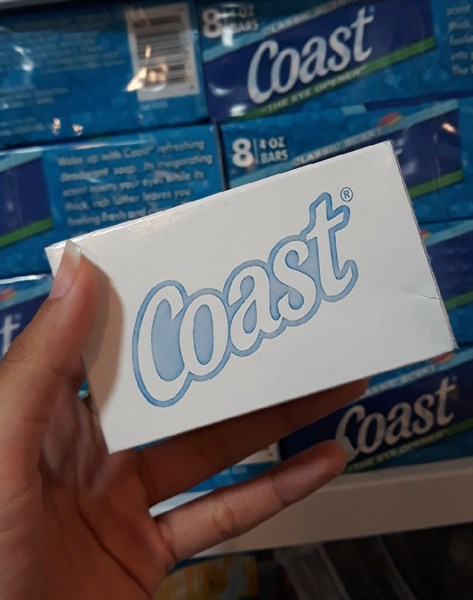 8 4 OZ
BARS
CLASSIC SCENT
Coast
"THE EYE OPENER"
Wake up with Coast® refreshing
deodorant soap. Its invigorating
scent opens your eyes while its
thick, rich lather leaves you
feeling fresh and
8 4 OZ
BARS
CLASSIC SCENT
Coast®
CLASSIC SCENT
Coast
"THE EYE OPENER"